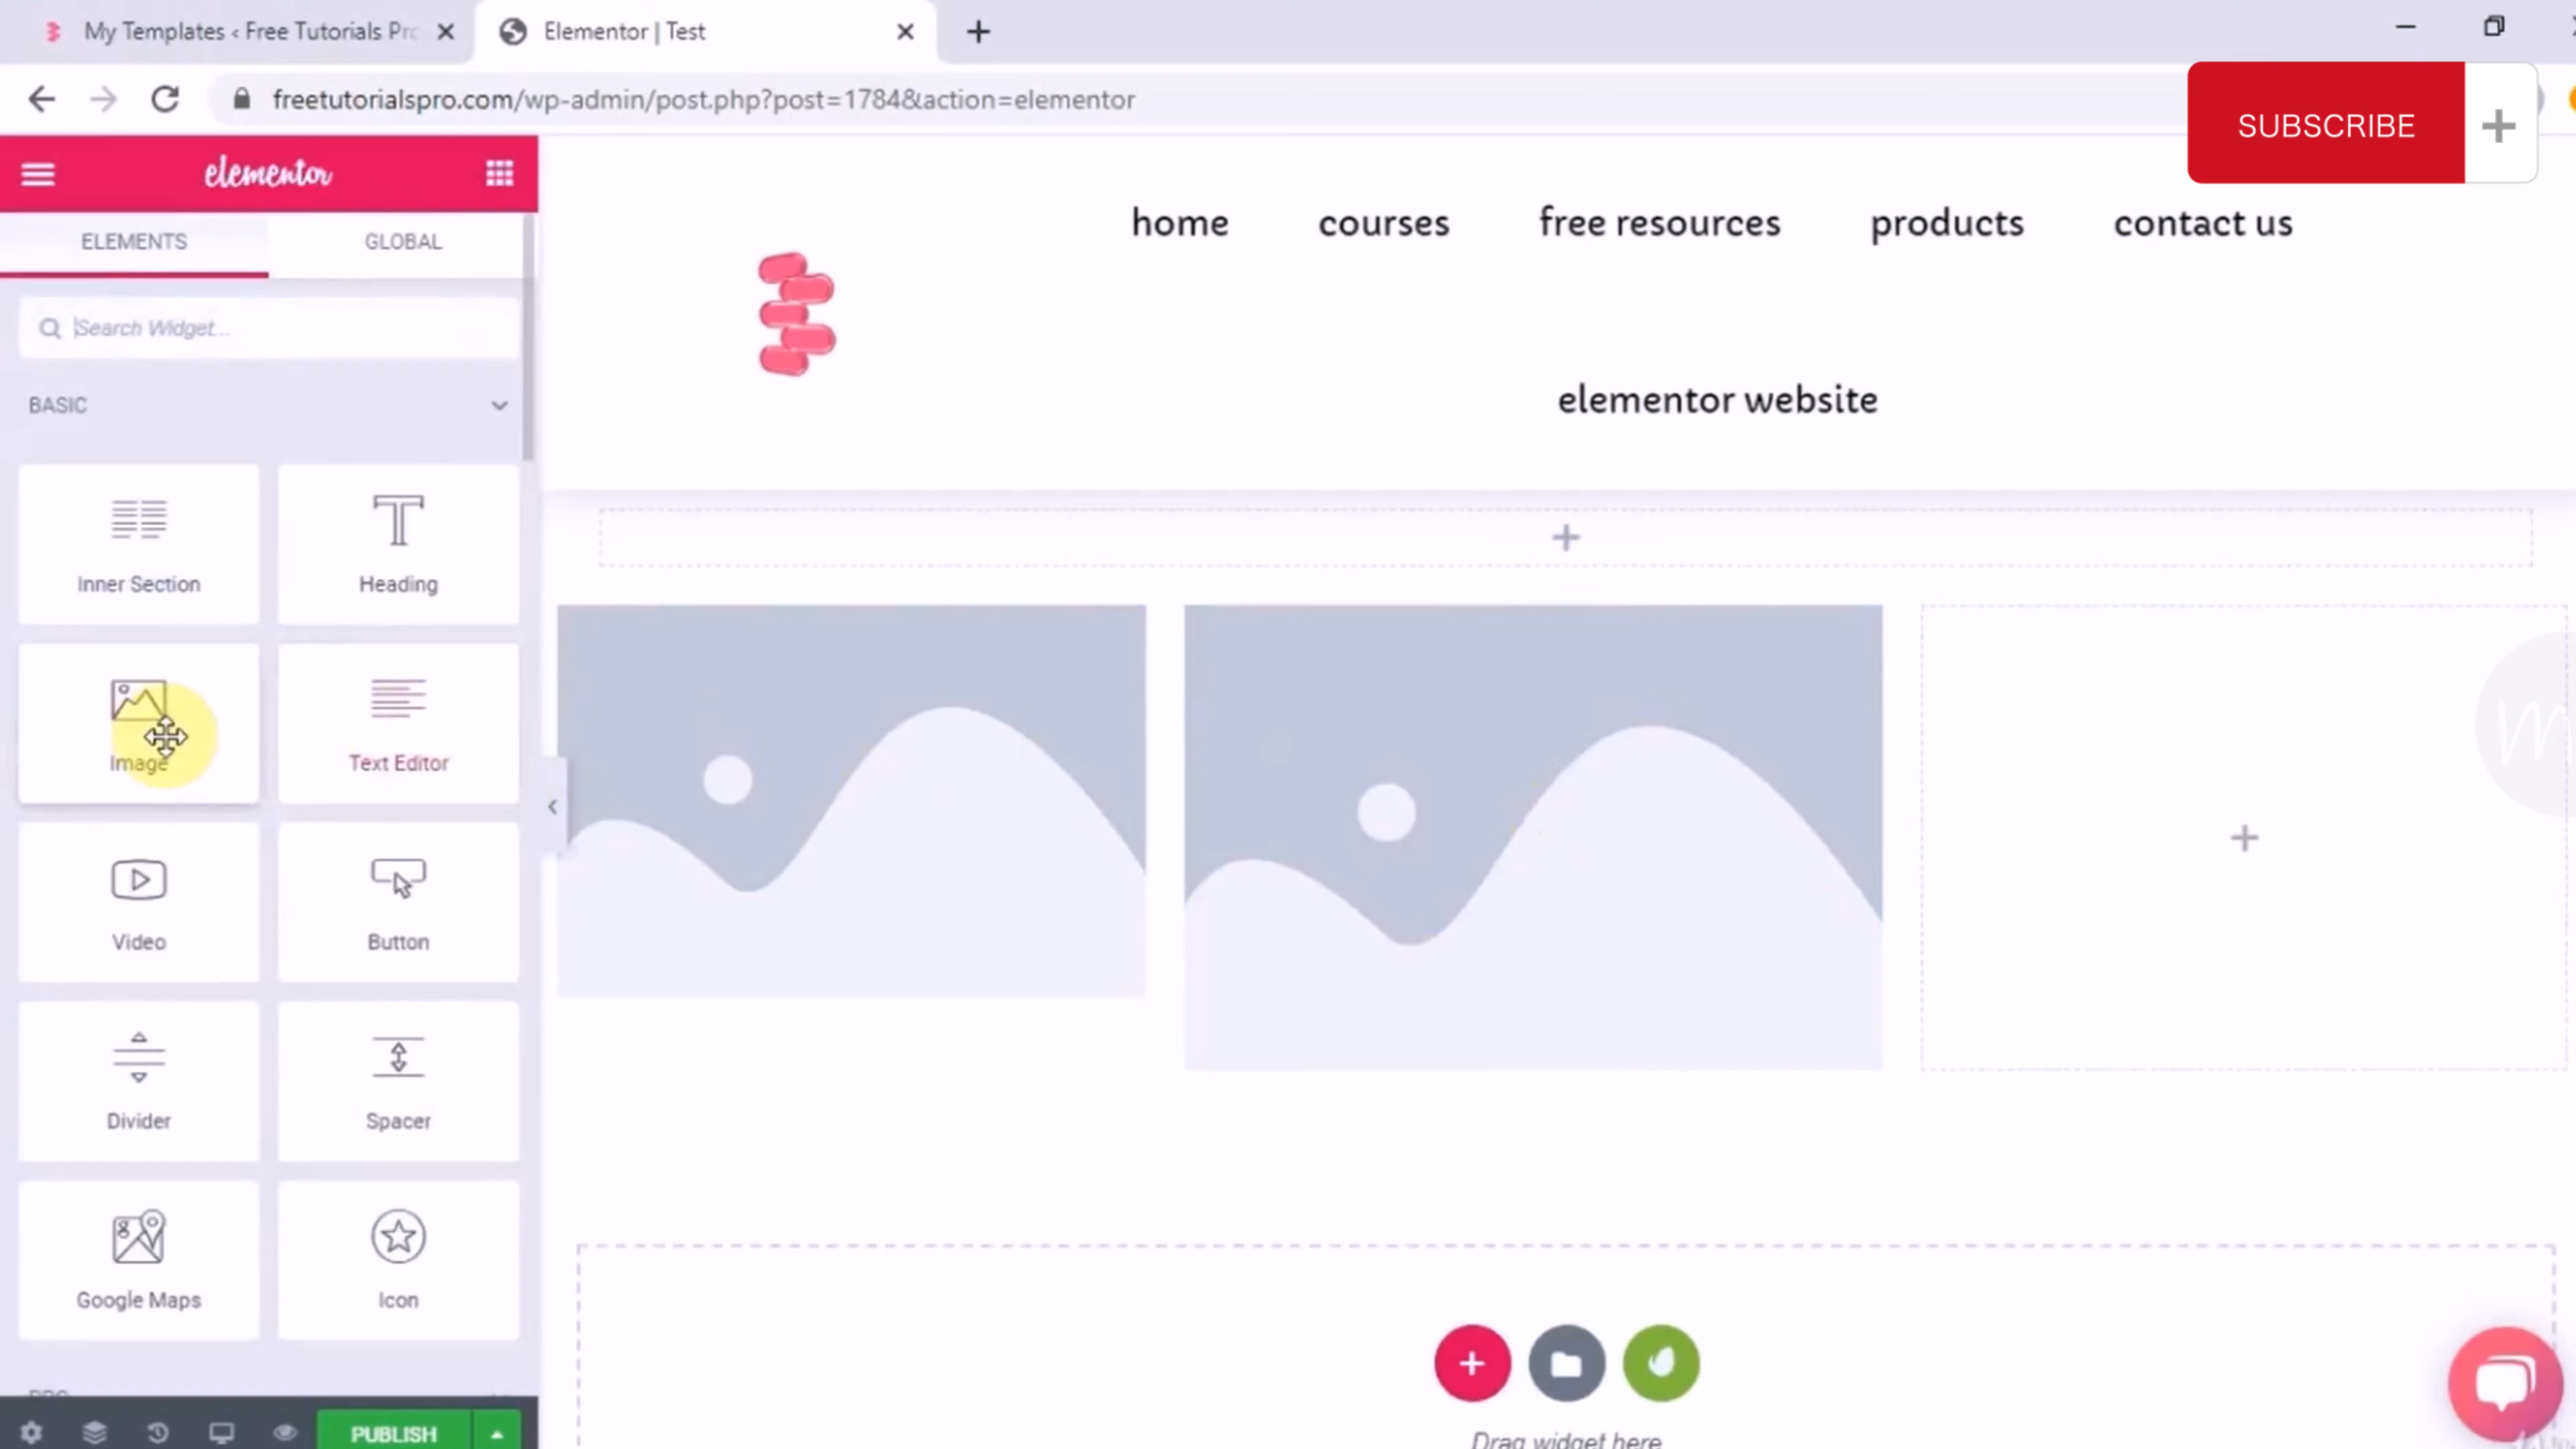 My Templates ‹ Free Tutorials Pro
Elementor | Test
freetutorialspro.com/wp-admin/post.php?post=1784&action=elementor
SUBSCRIBE
elementor
ELEMENTS
GLOBAL
home
courses
free resources
products
contact us
Search Widget...
BASIC
elementor website
Inner Section
Heading
Image
Text Editor
Video
Button
Divider
Spacer
Google Maps
Icon
PRO
PUBLISH
Drag widget here